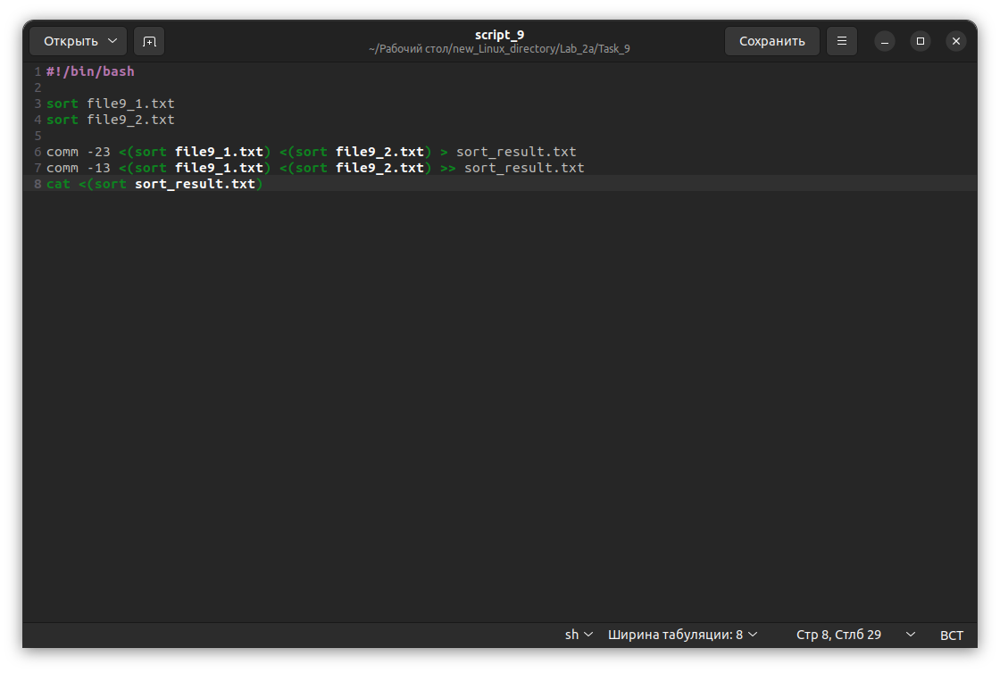 Открыть
script_9
~/Рабочий стол/new_Linux_directory/Lab_2a/Task_9
Сохранить
1 #!/bin/bash
2
3 sort file9_1.txt
4 sort file9_2.txt
5
6 comm -23 <(sort file9_1.txt) <(sort file9_2.txt) > sort_result.txt
7 comm -13 <(sort file9_1.txt) <(sort file9_2.txt) >> sort_result.txt
8 cat <(sort sort_result.txt)
sh Ширина табуляции: 8 Стр 8, Стлб 29 ВСТ